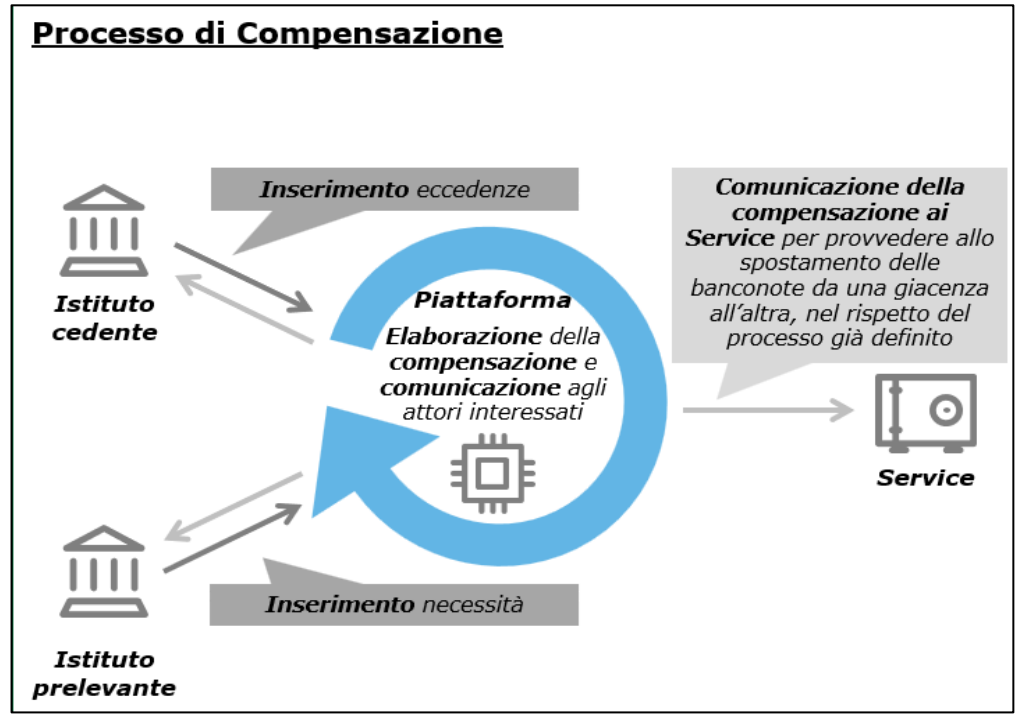 Processo di Compensazione
Inserimento eccedenze
Istituto
cedente
Piattaforma
Elaborazione della
compensazione e
comunicazione agli
attori interessati
Comunicazione della
compensazione ai
Service per provvedere allo
spostamento delle
banconote da una giacenza
all'altra, nel rispetto del
processo già definito
Service
Inserimento necessità
Istituto
prelevante